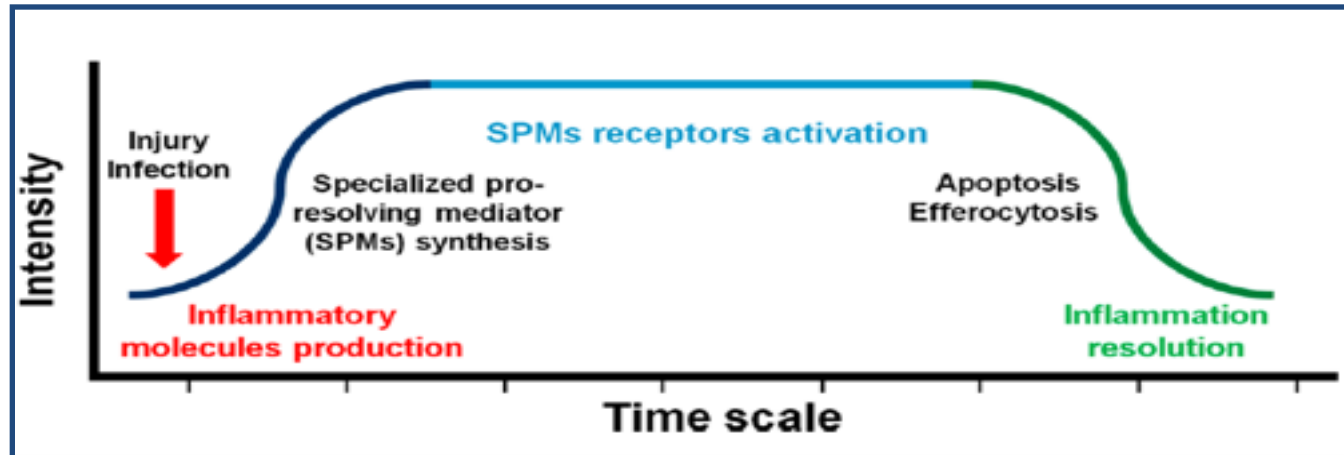 Intensity
Injury
Infection
Specialized pro-
resolving mediator
(SPMs) synthesis
SPMs receptors activation
Apoptosis
Efferocytosis
Inflammatory
molecules production
Inflammation
resolution
Time scale